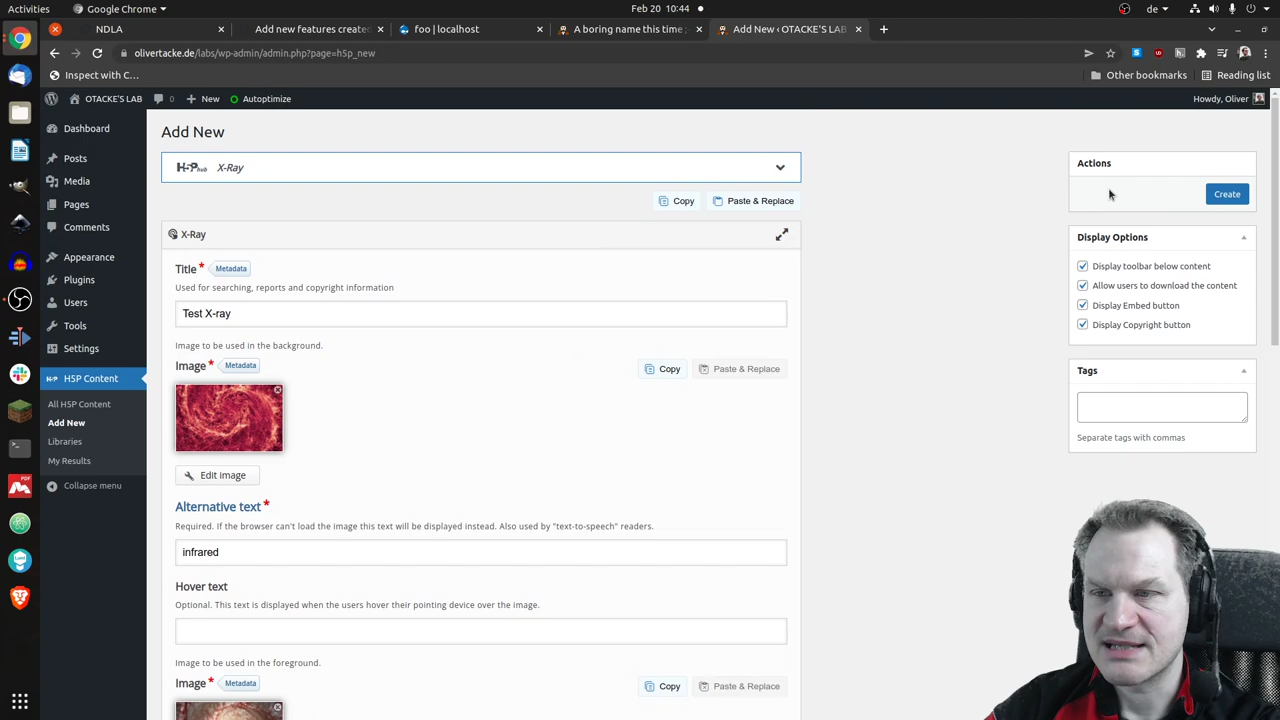 Activities
Google Chrome
Feb 20 10:44
de
NDLA
Add new features created
foo | localhost
A boring name this time
Add New ‹ OTACKE'S LAB
olivertacke.de/labs/wp-admin/admin.php?page=h5p_new
Inspect with C...
Other bookmarks
Reading list
OTACKE'S LAB
0
New
Autoptimize
Howdy, Oliver
Dashboard
Posts
Media
Pages
Comments
Appearance
Plugins
Users
Tools
Settings
H5P Content
All H5P Content
Add New
Libraries
My Results
Collapse menu
Add New
H5P hub X-Ray
Copy
Paste & Replace
X-Ray
Title * Metadata
Used for searching, reports and copyright information
Test X-ray
Image to be used in the background.
Image * Metadata
Copy
Paste & Replace
Edit image
Alternative text *
Required. If the browser can't load the image this text will be displayed instead. Also used by "text-to-speech" readers.
infrared
Hover text
Optional. This text is displayed when the users hover their pointing device over the image.
Image to be used in the foreground.
Image * Metadata
Copy
Paste & Replace
Actions
Create
Display Options
Display toolbar below content
Allow users to download the content
Display Embed button
Display Copyright button
Tags
Separate tags with commas